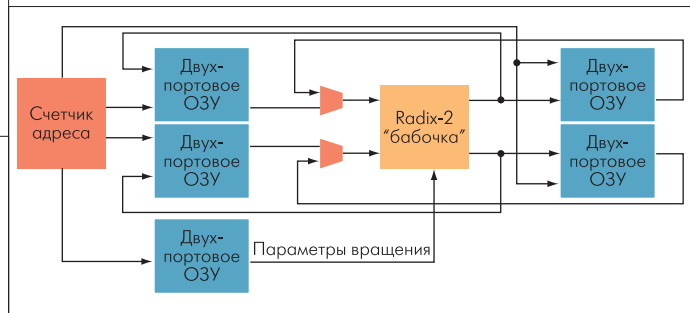 Счетчик
адреса
Двух-
портовое
ОЗУ
Двух-
портовое
ОЗУ
Двух-
портовое
ОЗУ
Параметры вращения
Radix-2
“бабочка”
Двух-
портовое
ОЗУ
Двух-
портовое
ОЗУ